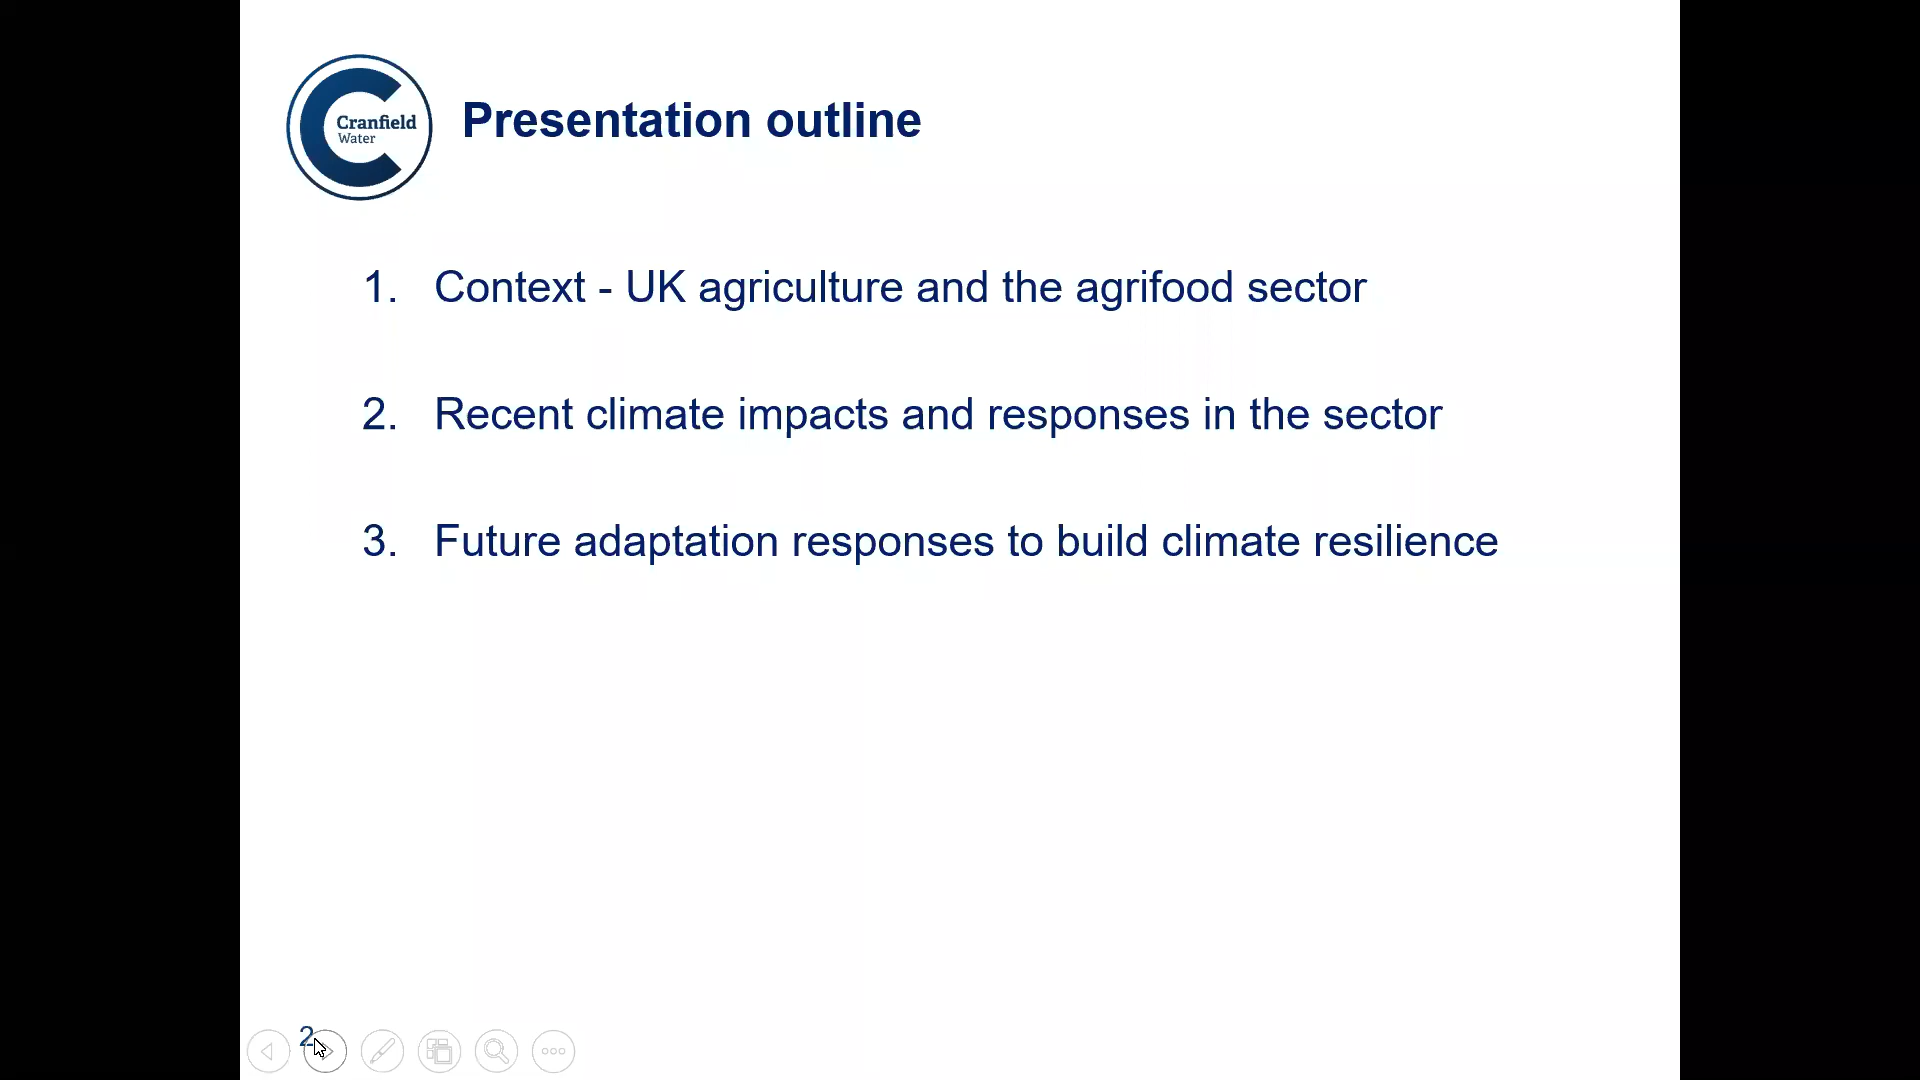 Cranfield
Water
Presentation outline
1. Context - UK agriculture and the agrifood sector
2. Recent climate impacts and responses in the sector
3. Future adaptation responses to build climate resilience
2